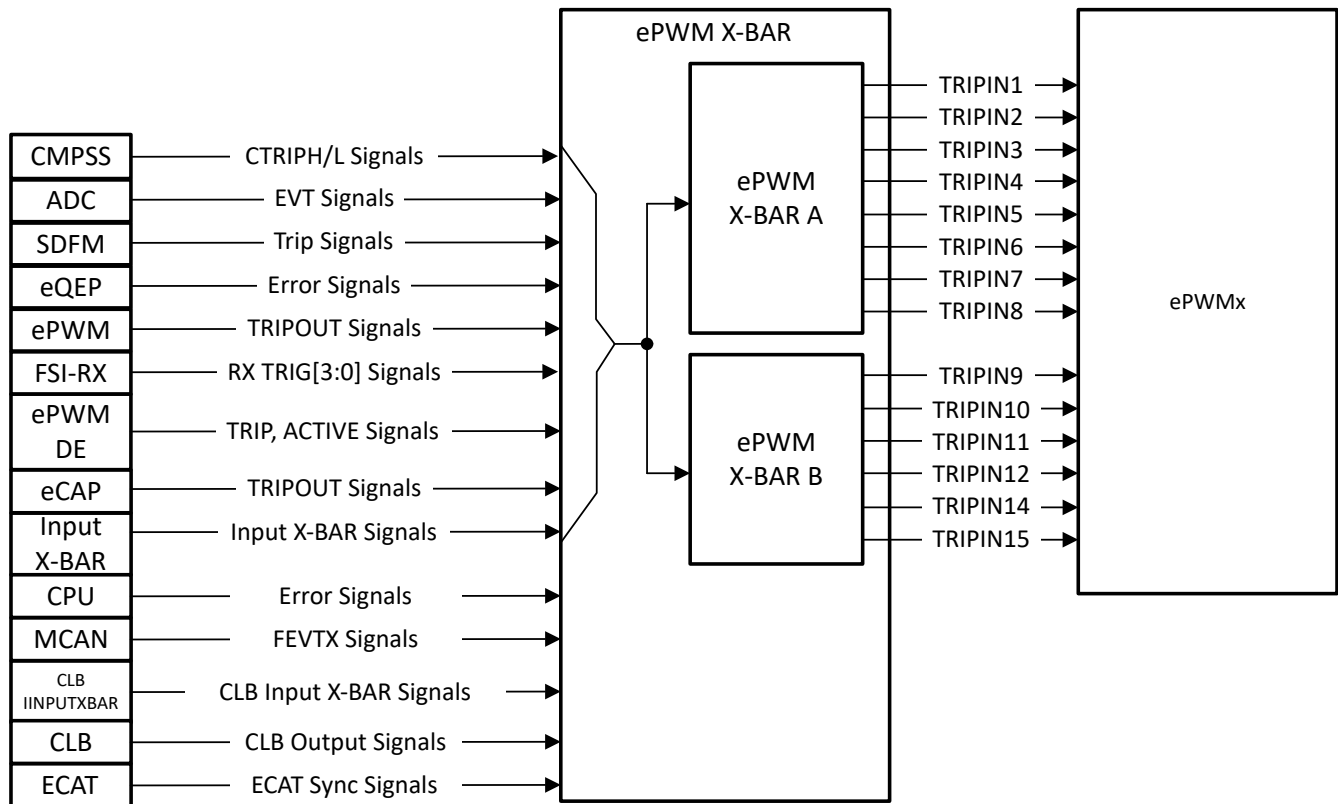 ePWM X-BAR
CMPSS
CTRIPH/L Signals
ADC
EVT Signals
SDFM
Trip Signals
eQEP
Error Signals
ePWM
TRIPOUT Signals
FSI-RX
RX TRIG[3:0] Signals
ePWM
DE
TRIP, ACTIVE Signals
eCAP
TRIPOUT Signals
Input
X-BAR
Input X-BAR Signals
CPU
Error Signals
MCAN
FEVTX Signals
CLB
IINPUTXBAR
CLB Input X-BAR Signals
CLB
CLB Output Signals
ECAT
ECAT Sync Signals
ePWM
X-BAR A
ePWM
X-BAR B
TRIPIN1
TRIPIN2
TRIPIN3
TRIPIN4
TRIPIN5
TRIPIN6
TRIPIN7
TRIPIN8
TRIPIN9
TRIPIN10
TRIPIN11
TRIPIN12
TRIPIN14
TRIPIN15
ePWMx